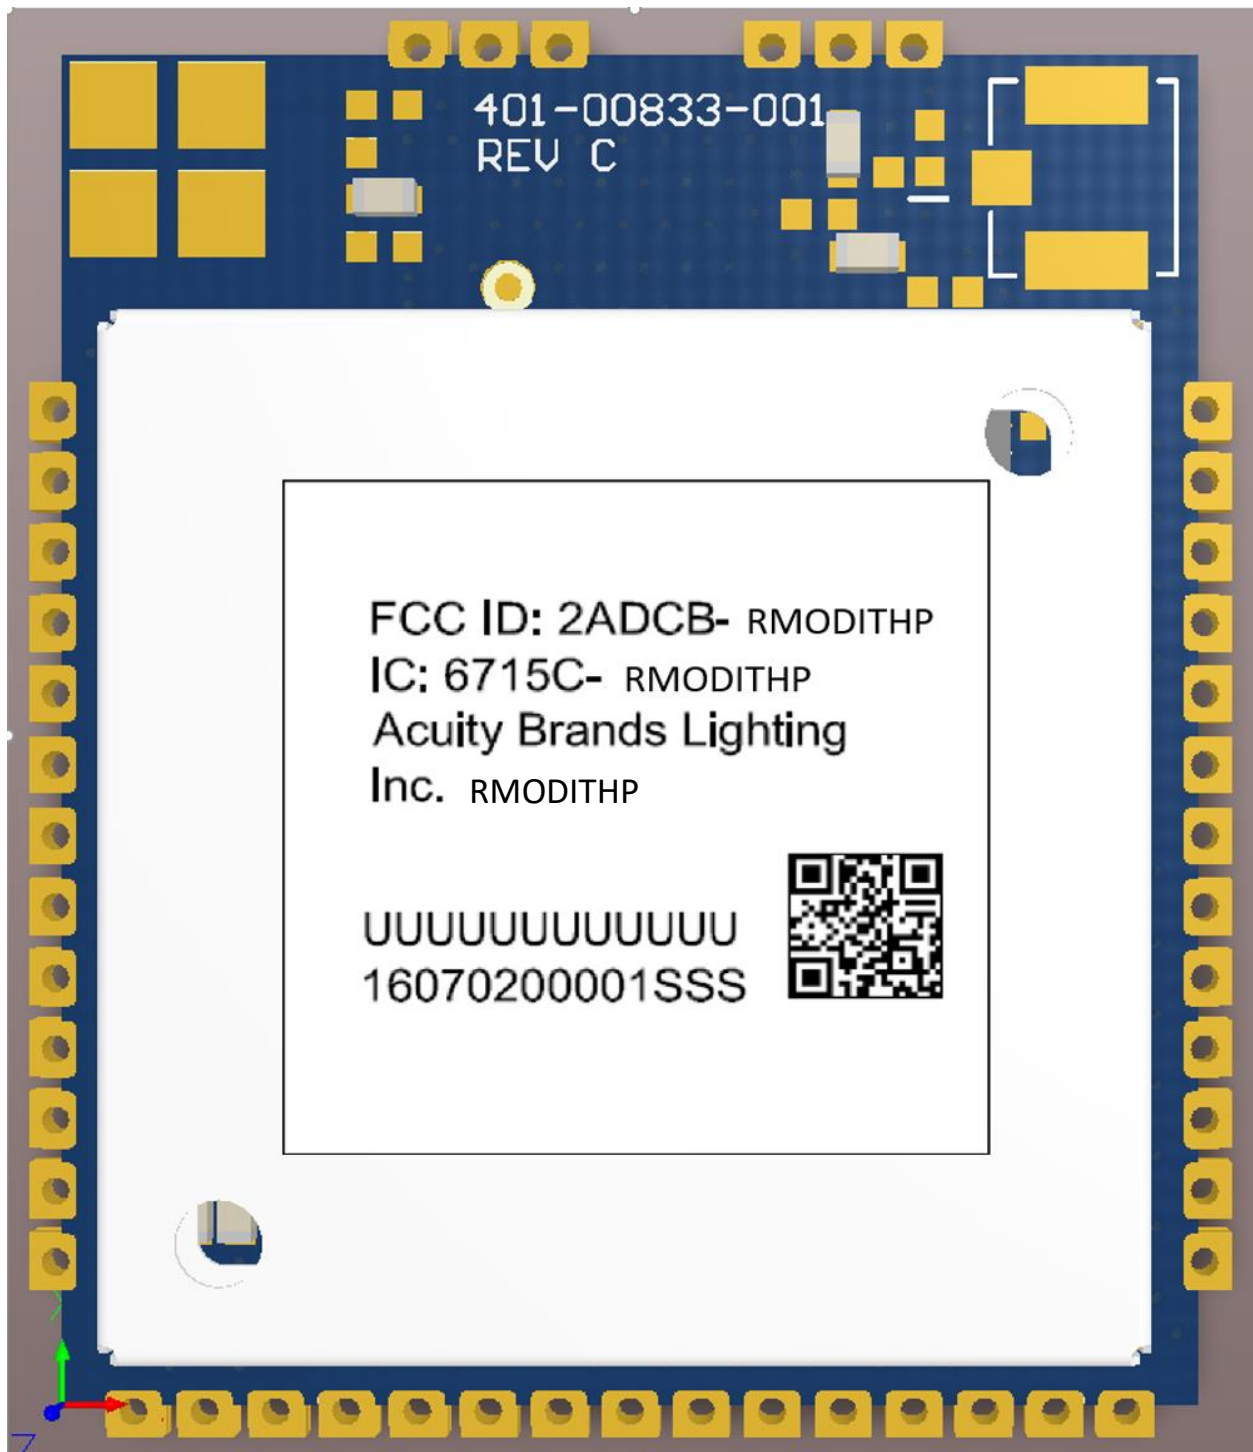 401-00833-001
REV C
FCC ID: 2ADCB- RMODITHP
IC: 6715C- RMODITHP
Acuity Brands Lighting
Inc. RMODITHP
UUUUUUUUUUUU
16070200001SSS
Z